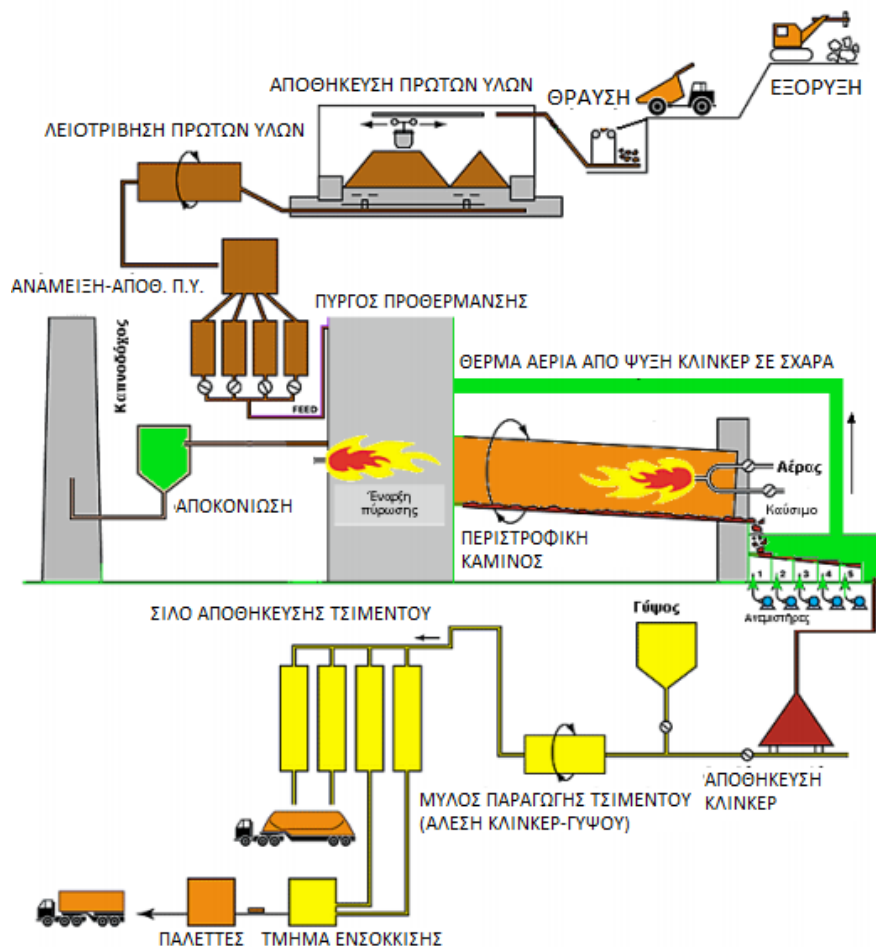 ΕΞΟΡΥΞΗ
ΘΡΑΥΣΗ
ΑΠΟΘΗΚΕΥΣΗ ΠΡΩΤΩΝ ΥΛΩΝ
ΛΕΙΟΤΡΙΒΗΣΗ ΠΡΩΤΩΝ ΥΛΩΝ
ΑΝΑΜΕΙΞΗ-ΑΠΟΘ. Π.Υ.
ΠΥΡΓΟΣ ΠΡΟΘΕΡΜΑΝΣΗΣ
ΘΕΡΜΑ ΑΕΡΙΑ ΑΠΟ ΨΥΞΗ ΚΛΙΝΚΕΡ ΣΕ ΣΧΑΡΑ
Καπνοδόχος
FEED
Αέρας
Καύσιμο
ΑΠΟΚΟΝΙΩΣΗ
Έναρξη
πύρωσης
ΠΕΡΙΣΤΡΟΦΙΚΗ
ΚΑΜΙΝΟΣ
1 2 3 4 5
Ανεμιστήρες
ΣΙΛΟ ΑΠΟΘΗΚΕΥΣΗΣ ΤΣΙΜΕΝΤΟΥ
Γύψος
ΜΥΛΟΣ ΠΑΡΑΓΩΓΗΣ ΤΣΙΜΕΝΤΟΥ
(ΑΛΕΣΗ ΚΛΙΝΚΕΡ-ΓΥΨΟΥ)
ΑΠΟΘΗΚΕΥΣΗ
ΚΛΙΝΚΕΡ
ΠΑΛΕΤΤΕΣ
ΤΜΗΜΑ ΕΝΣΟΚΚΙΣΗΣ